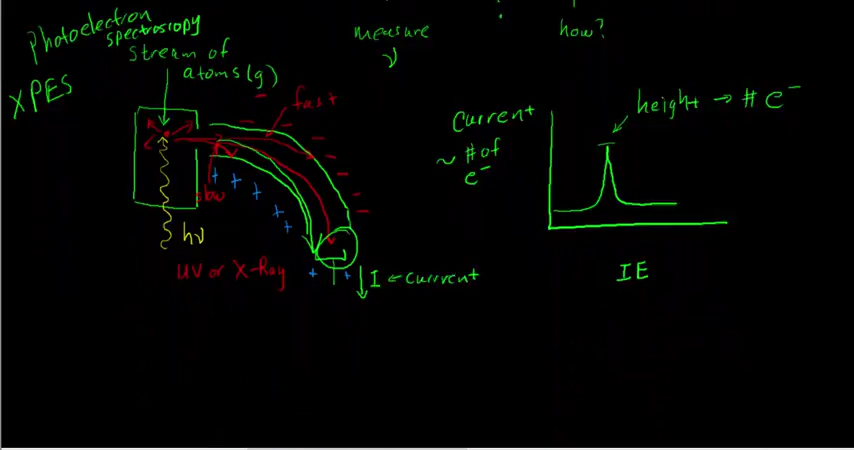 Photoelectron
spectroscopy
XPES
stream of
atoms(g)
measure
ν
how?
fast
slow
hν
UV or X-Ray
I ← current
current
~ # of
e⁻
height → # e⁻
IE